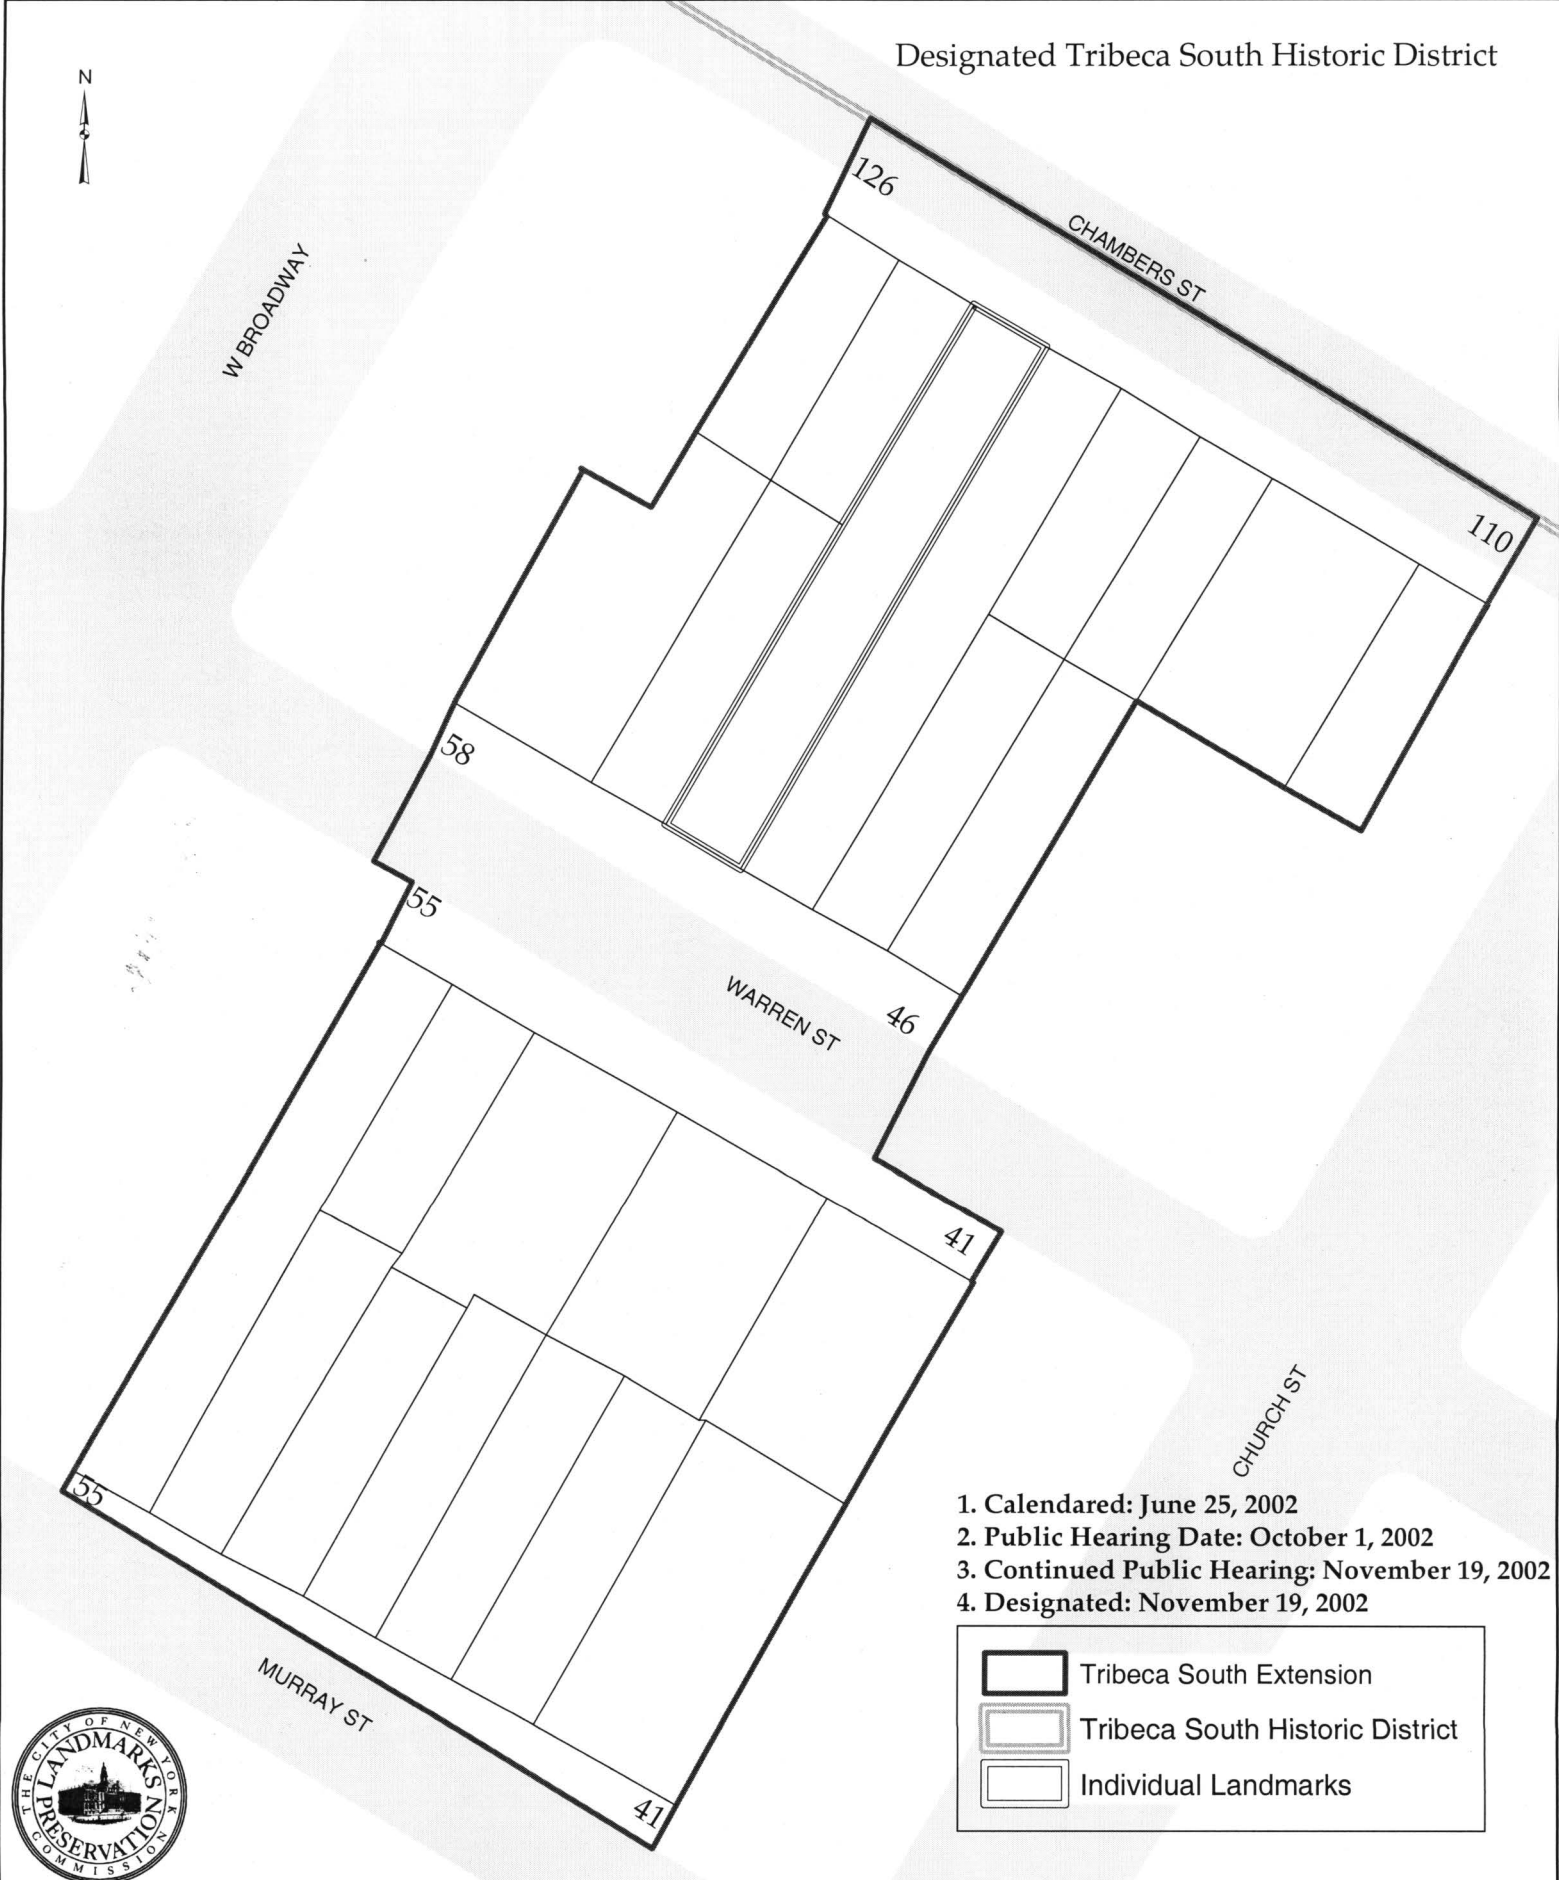 Designated Tribeca South Historic District
N
126
CHAMBERS ST
W BROADWAY
110
58
55
WARREN ST
46
41
CHURCH ST
55
1. Calendared: June 25, 2002
2. Public Hearing Date: October 1, 2002
3. Continued Public Hearing: November 19, 2002
4. Designated: November 19, 2002
MURRAY ST
41
Tribeca South Extension
Tribeca South Historic District
Individual Landmarks
THE CITY OF NEW YORK
LANDMARKS
PRESERVATION
COMMISSION